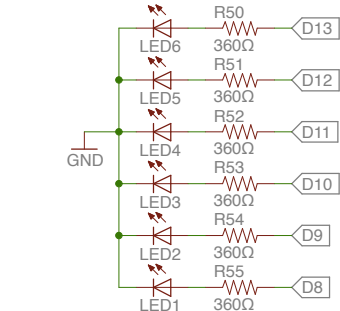 R50
D13
LED6
360Ω
R51
D12
LED5
360Ω
R52
D11
GND
LED4
360Ω
R53
D10
LED3
360Ω
R54
D9
LED2
360Ω
R55
D8
LED1
360Ω